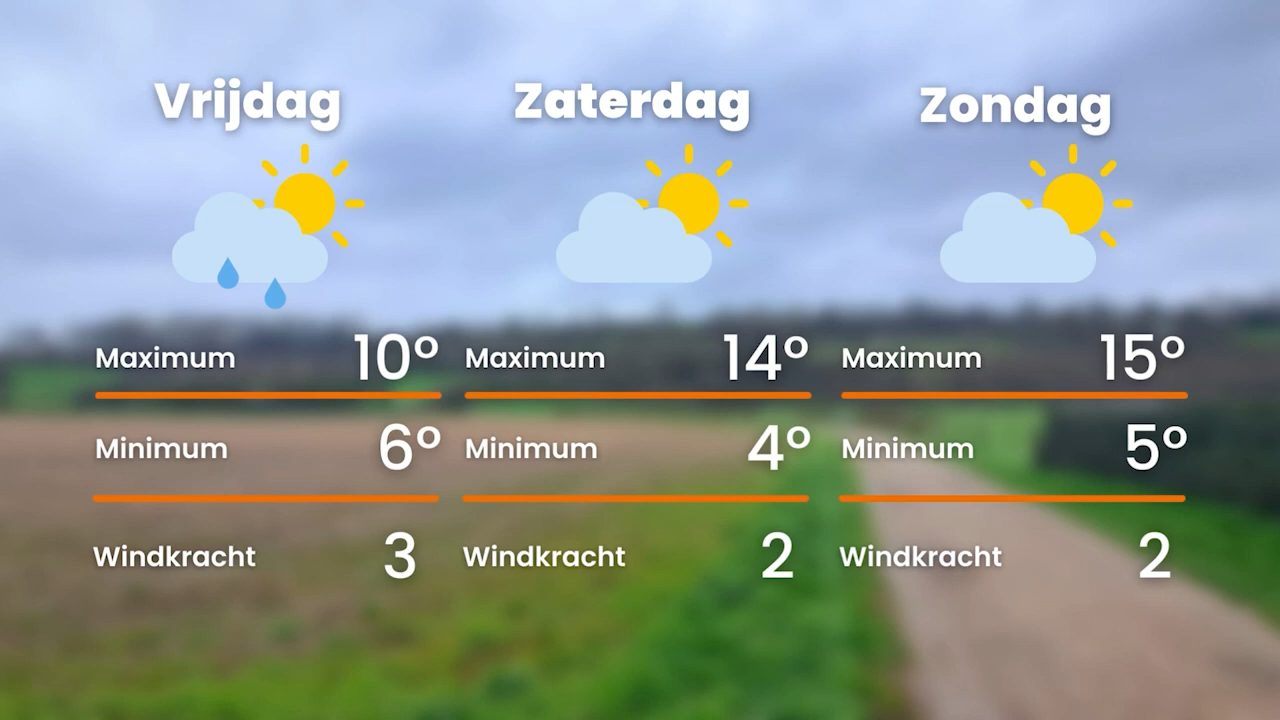 Vrijdag
Zaterdag
Zondag
Maximum 10° Maximum 14° Maximum 15°
Minimum 6° Minimum 4° Minimum 5°
Windkracht 3 Windkracht 2 Windkracht 2